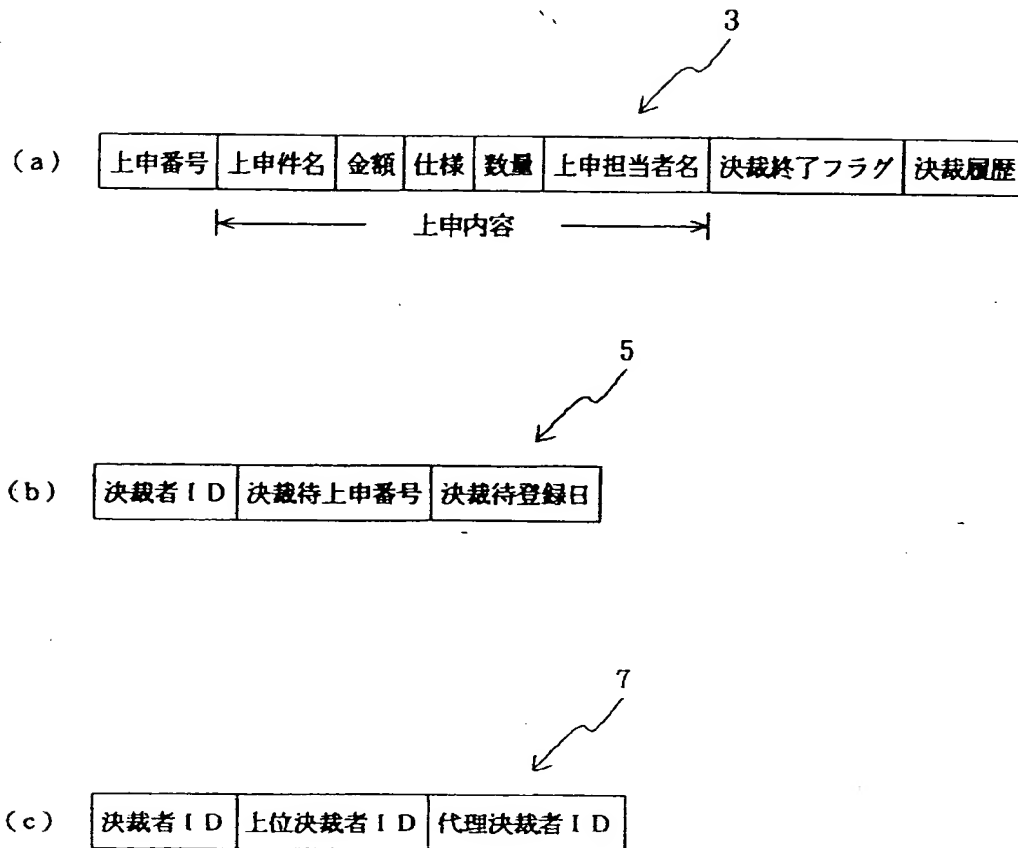 3
(a) 上申番号 上申件名 金額 仕様 数量 上申担当者名 決裁終了フラグ 決裁履歴
上申内容
5
(b) 決裁者ID 決裁待上申番号 決裁待登録日
7
(c) 決裁者ID 上位決裁者ID 代理決裁者ID